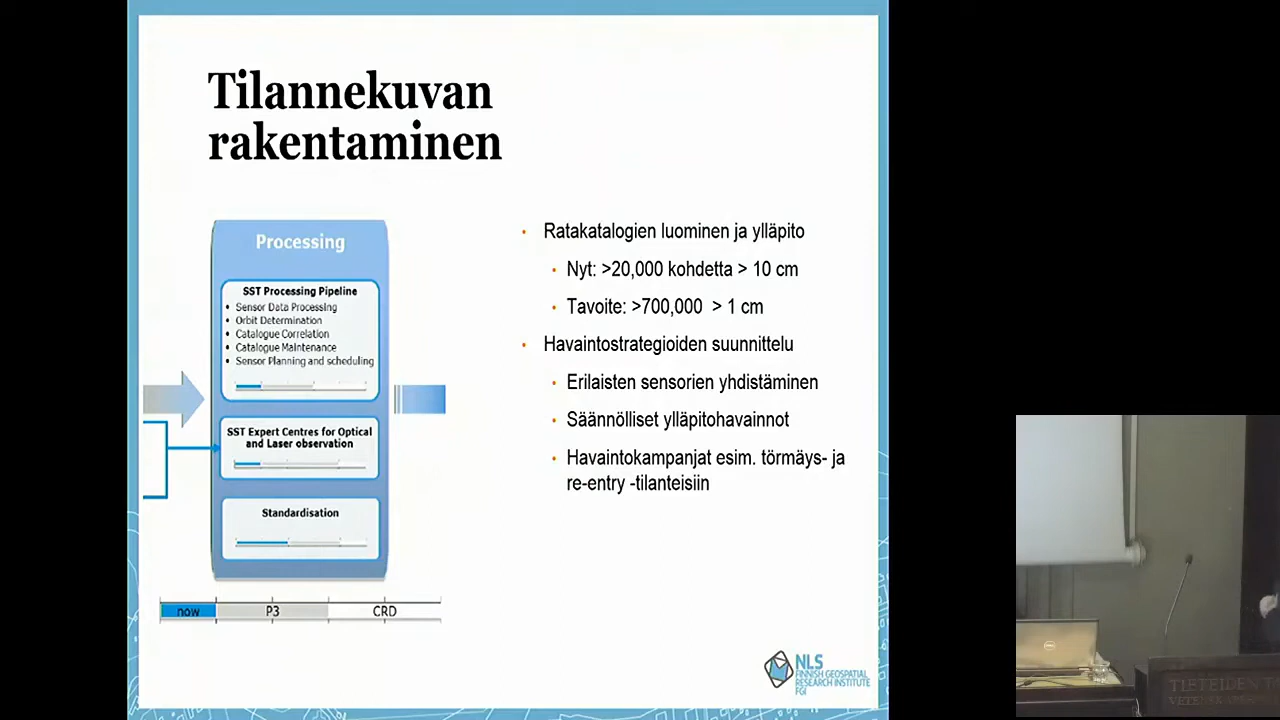 Tilannekuvan
rakentaminen
Processing
SST Processing Pipeline
• Sensor Data Processing
• Orbit Determination
• Catalogue Correlation
• Catalogue Maintenance
• Sensor Planning and scheduling
SST Expert Centres for Optical
and Laser observation
Standardisation
now P3 CRD
• Ratakatalogien luominen ja ylläpito
• Nyt: >20,000 kohdetta > 10 cm
• Tavoite: >700,000 > 1 cm
• Havaintostrategioiden suunnittelu
• Erilaisten sensorien yhdistäminen
• Säännölliset ylläpitohavainnot
• Havaintokampanjat esim. törmäys- ja
re-entry -tilanteisiin
NLS
FINNISH GEOSPATIAL
RESEARCH INSTITUTE
FGI